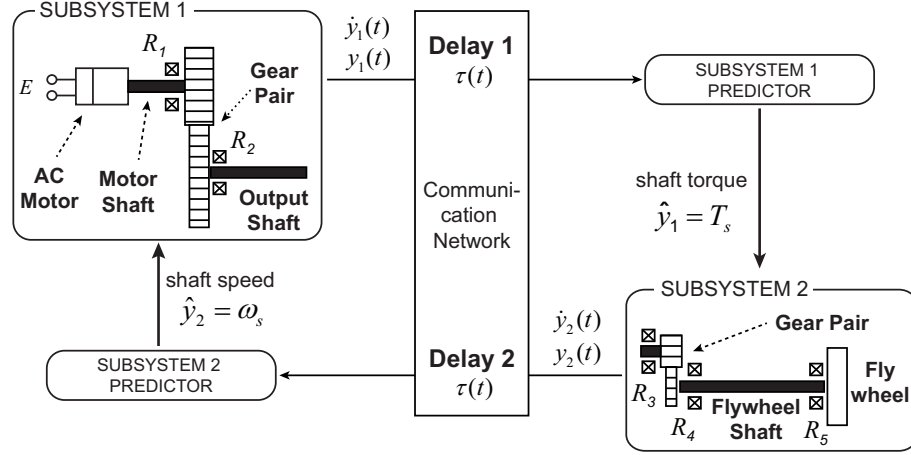 SUBSYSTEM 1
R₁
E
Gear
Pair
R₂
AC
Motor
Motor
Shaft
Output
Shaft
ẏ₁(t)
y₁(t)
Delay 1
τ(t)
SUBSYSTEM 1
PREDICTOR
Communi-
cation
Network
shaft torque
ŷ₁ = Tₛ
shaft speed
ŷ₂ = ωₛ
SUBSYSTEM 2
PREDICTOR
Delay 2
τ(t)
ẏ₂(t)
y₂(t)
SUBSYSTEM 2
Gear Pair
R₃
R₄
Flywheel
Shaft
R₅
Fly
wheel